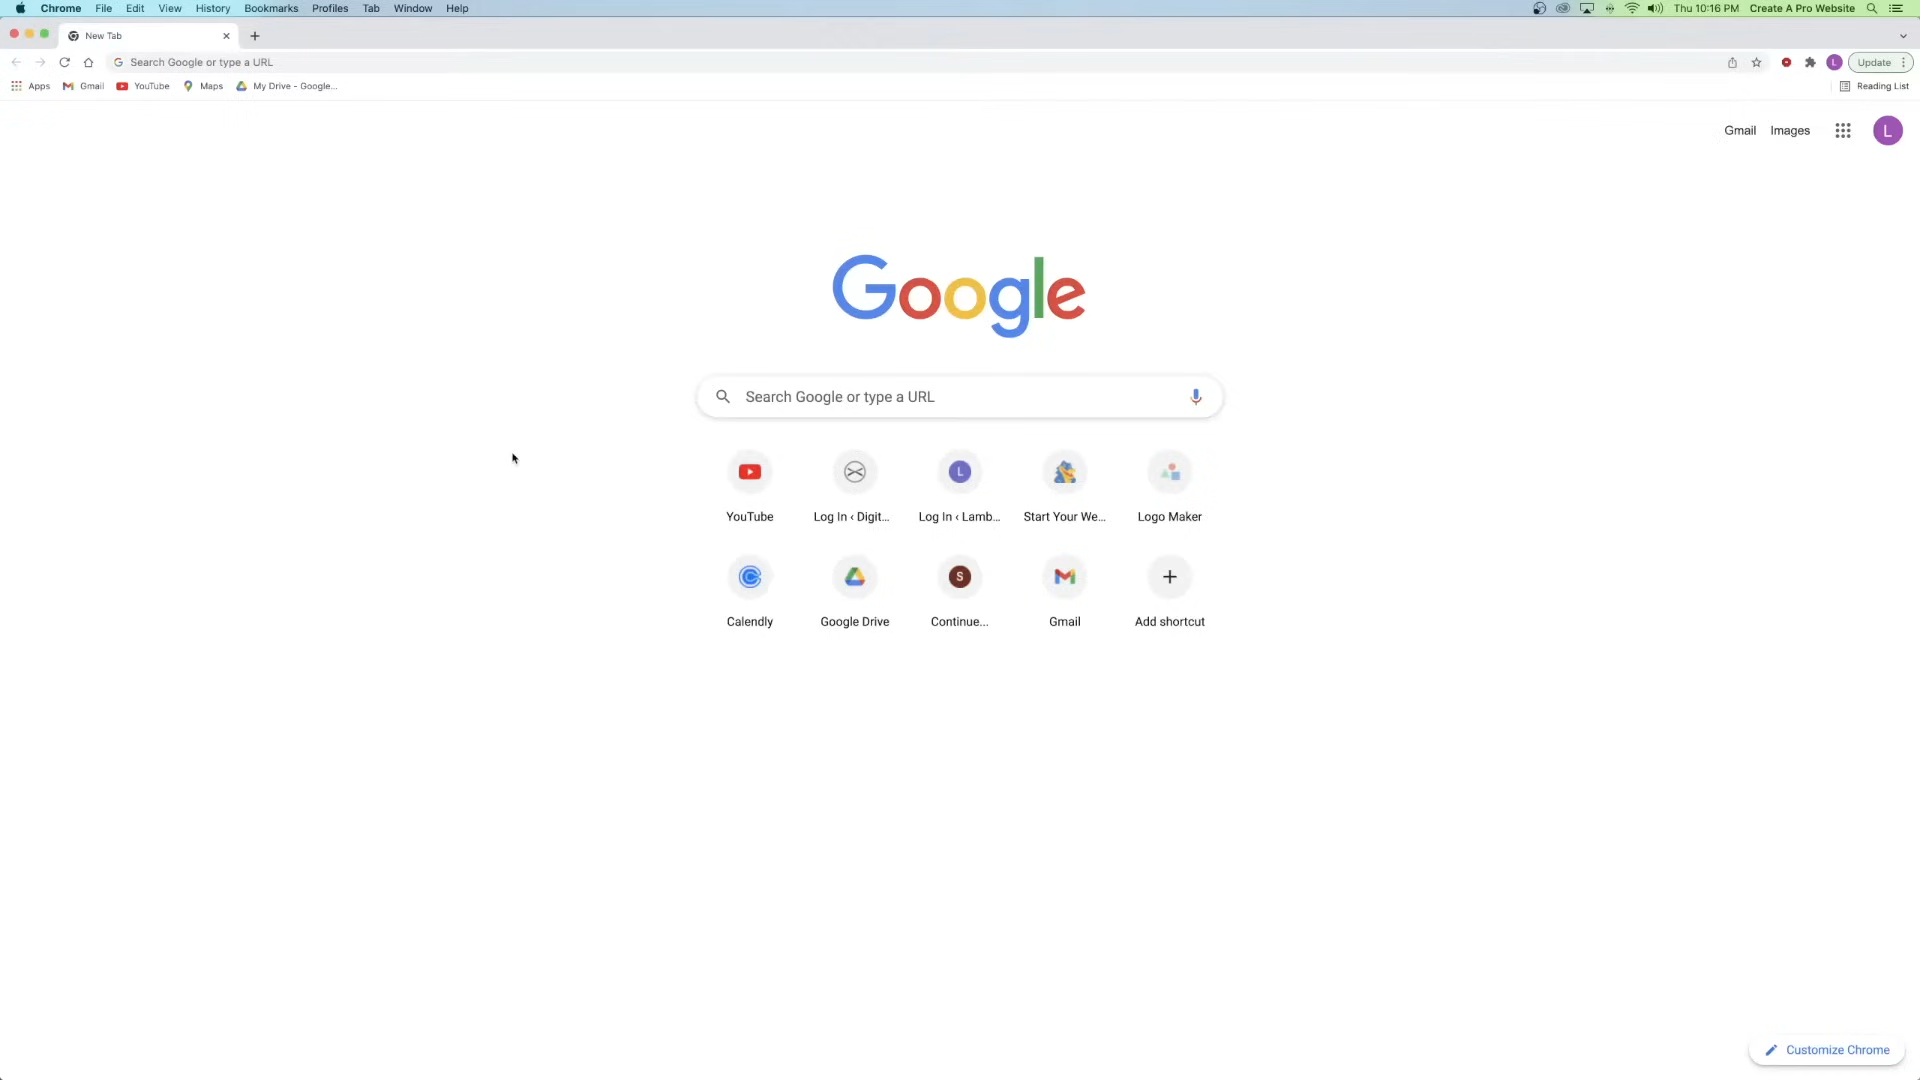 Chrome File Edit View History Bookmarks Profiles Tab Window Help Thu 10:16 PM Create A Pro Website
New Tab
Search Google or type a URL L Update
Apps Gmail YouTube Maps My Drive - Google... Reading List
Gmail Images L
Google
Search Google or type a URL
L
YouTube Log In ‹ Digit... Log In ‹ Lamb... Start Your We... Logo Maker
S
Calendly Google Drive Continue... Gmail Add shortcut
Customize Chrome